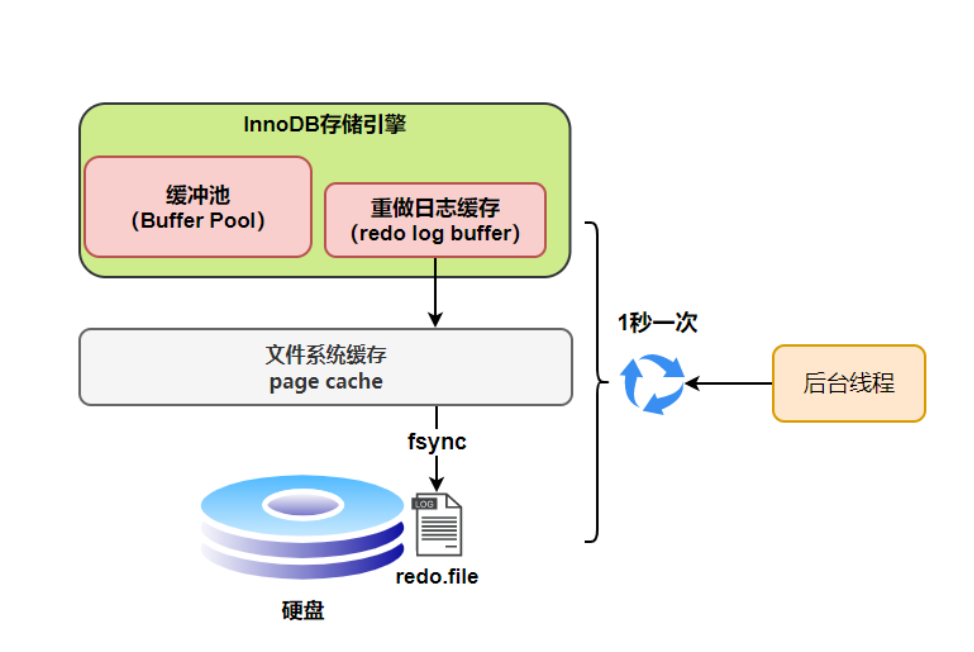 InnoDB存储引擎
缓冲池
（Buffer Pool）
重做日志缓存
（redo log buffer）
1秒一次
文件系统缓存
page cache
后台线程
fsync
LOG
redo.file
硬盘